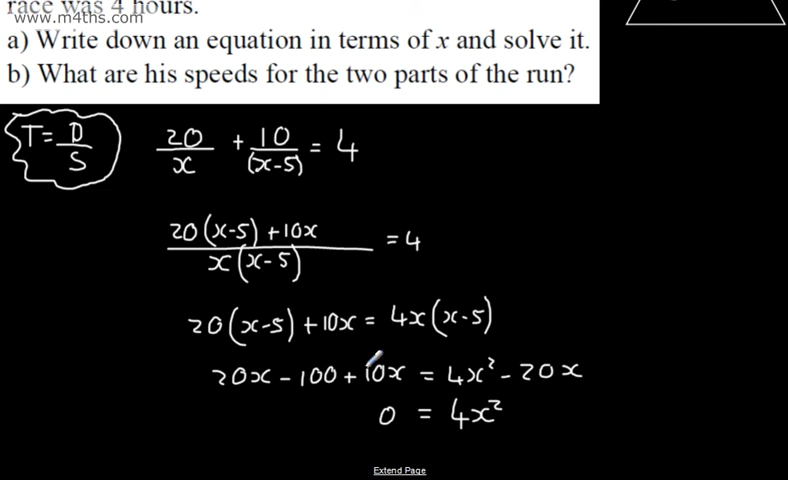 race was 4 hours.
www.m4ths.com
a) Write down an equation in terms of x and solve it.
b) What are his speeds for the two parts of the run?
T = D/S
20/x + 10/(x-5) = 4
20(x-5) + 10x / x(x-5) = 4
20(x-5) + 10x = 4x(x-5)
20x - 100 + 10x = 4x² - 20x
0 = 4x²
Extend Page